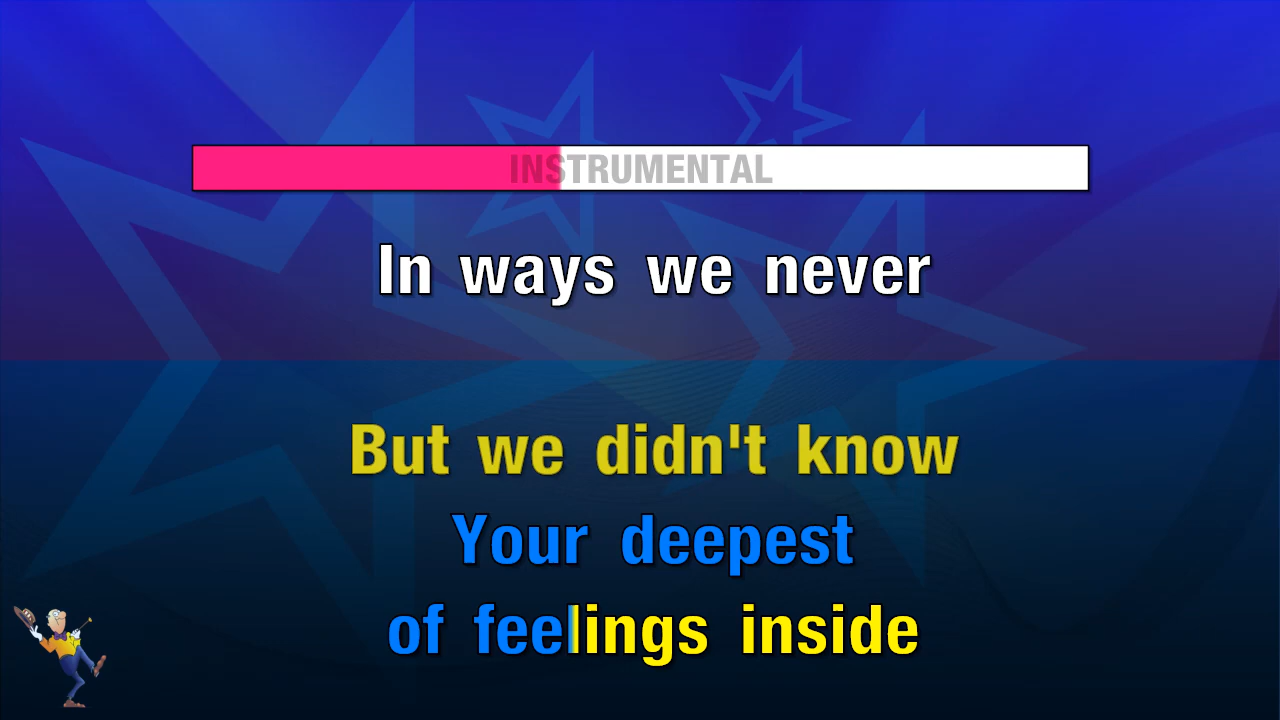 INSTRUMENTAL
In ways we never
But we didn't know
Your deepest
of feelings inside